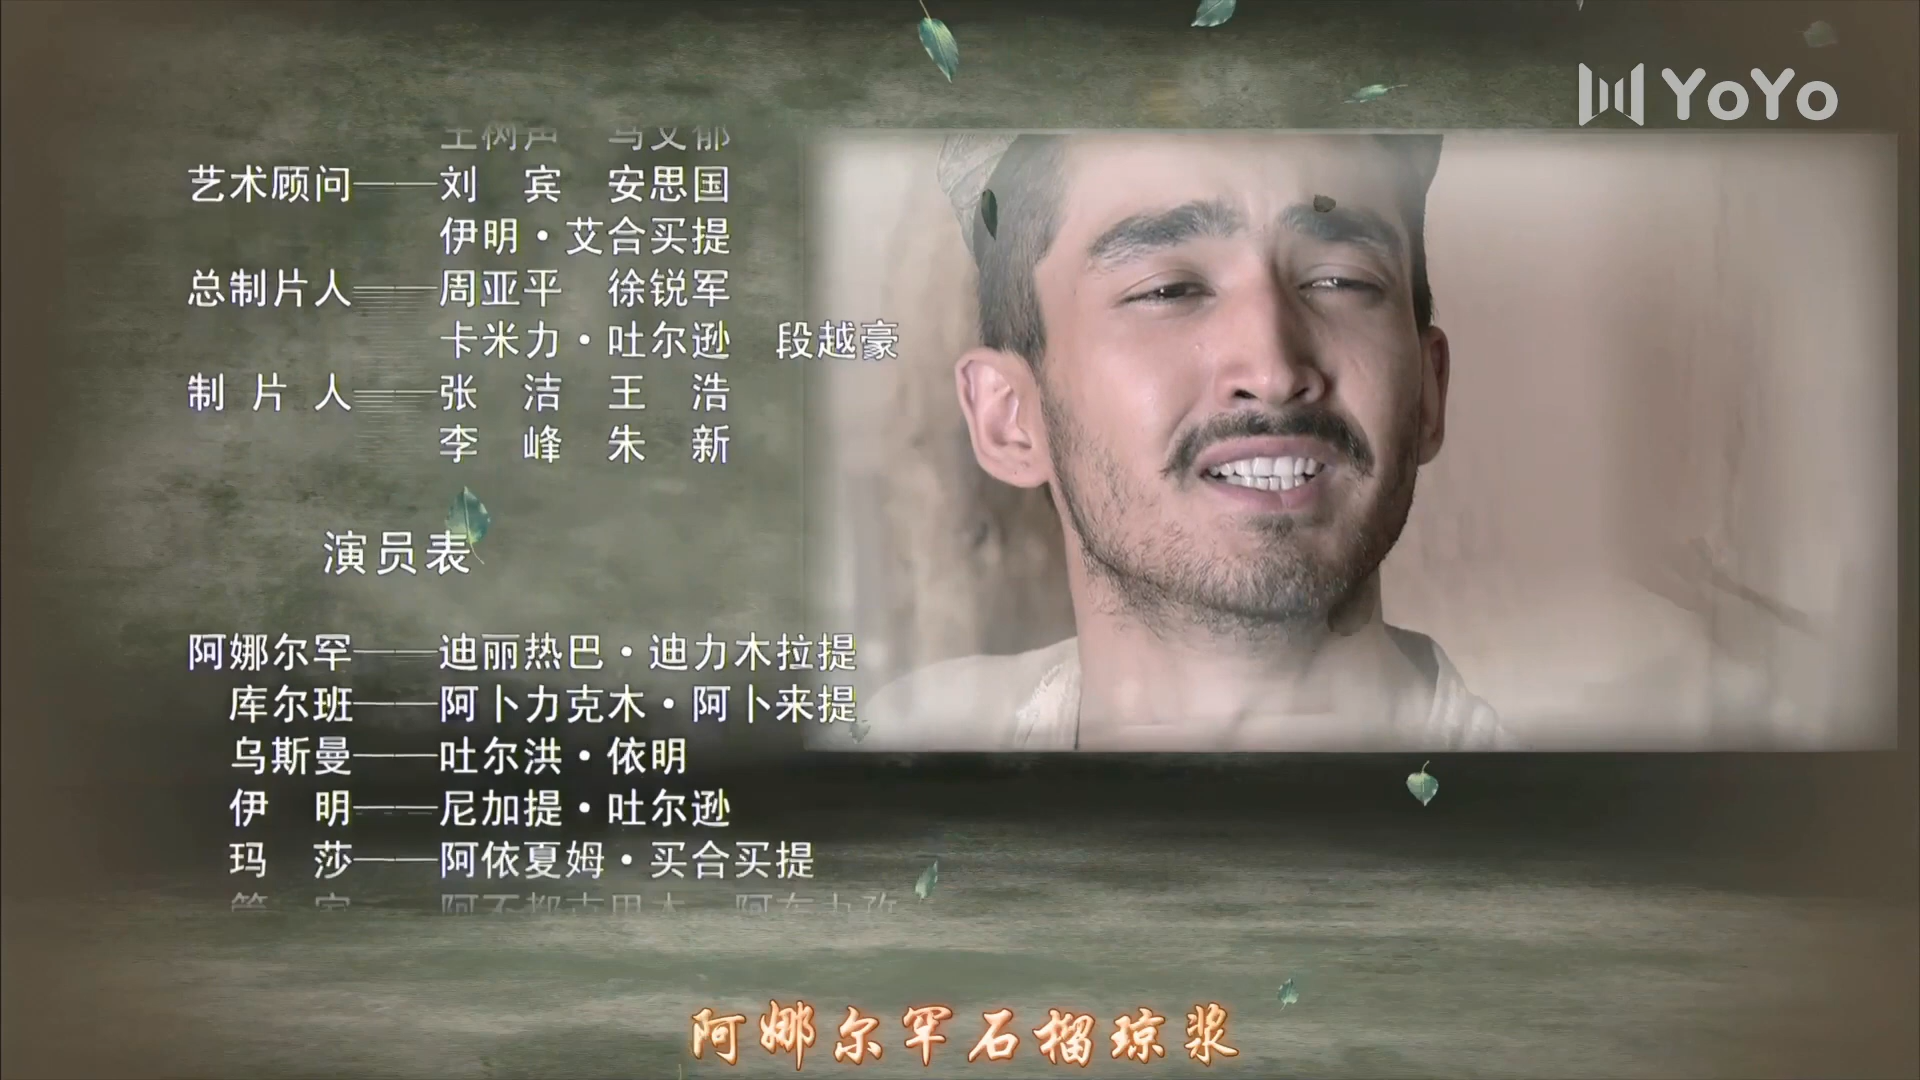 YoYo
艺术顾问——刘　宾　安思国
伊明·艾合买提
总制片人——周亚平　徐锐军
卡米力·吐尔逊　段越豪
制片人——张　洁　王　浩
李　峰　朱　新
演员表
阿娜尔罕——迪丽热巴·迪力木拉提
库尔班——阿卜力克木·阿卜来提
乌斯曼——吐尔洪·依明
伊　明——尼加提·吐尔逊
玛　莎——阿依夏姆·买合买提
阿娜尔罕石榴琼浆